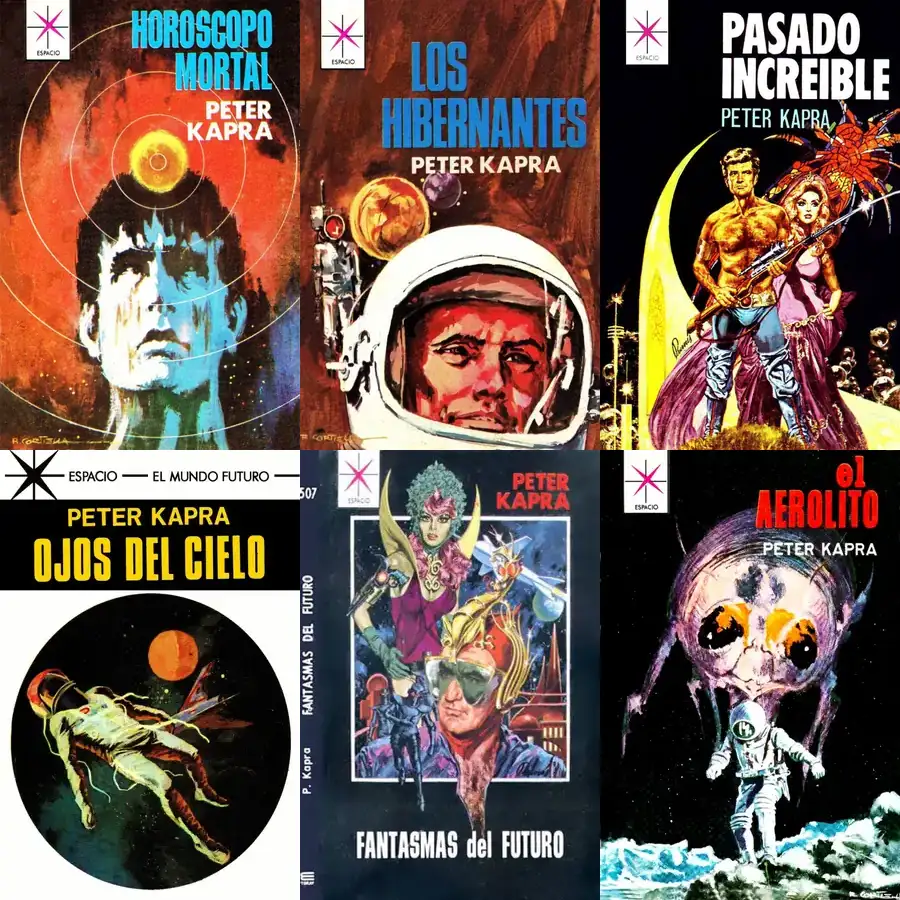 ESPACIO
HOROSCOPO
MORTAL
PETER
KAPRA
R. CORTIELLA
ESPACIO
LOS
HIBERNANTES
PETER KAPRA
ESPACIO
PASADO
INCREIBLE
PETER KAPRA
ESPACIO — EL MUNDO FUTURO
PETER KAPRA
OJOS DEL CIELO
507
ESPACIO
PETER
KAPRA
P. Kapra FANTASMAS DEL FUTURO
FANTASMAS del FUTURO
ESPACIO
el
AEROLITO
PETER KAPRA